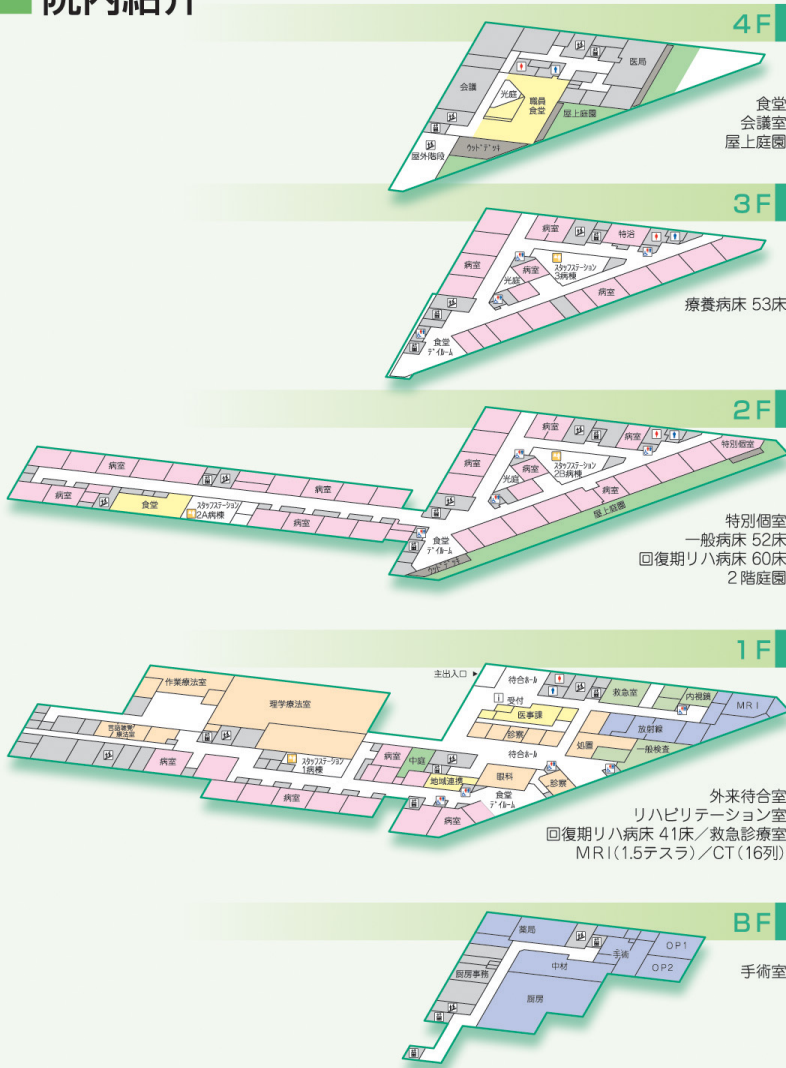 院内紹介
4F
医局
会議
光庭
職員
食堂
屋上庭園
ウッドデッキ
屋外階段
食堂
会議室
屋上庭園
3F
病室
特浴
病室
スタッフステーション
3病棟
病室
光庭
病室
食堂
デイルーム
療養病床 53床
2F
病室
病室
特別個室
病室
スタッフステーション
2B病棟
病室
光庭
病室
屋上庭園
病室
病室
病室
食堂
スタッフステーション
2A病棟
病室
食堂
デイルーム
ウッドデッキ
特別個室
一般病床 52床
回復期リハ病床 60床
2階庭園
1F
主出入口
待合ホール
i
受付
救急室
内視鏡
MRI
医事課
放射線
診察
処置
一般検査
待合ホール
作業療法室
理学療法室
スタッフステーション
1病棟
病室
中庭
地域連携
眼科
診察
食堂
デイルーム
病室
病室
病室
外来待合室
リハビリテーション室
回復期リハ病床 41床／救急診療室
MRI(1.5テスラ)／CT(16列)
BF
薬局
手術
OP1
OP2
中材
厨房事務
厨房
手術室